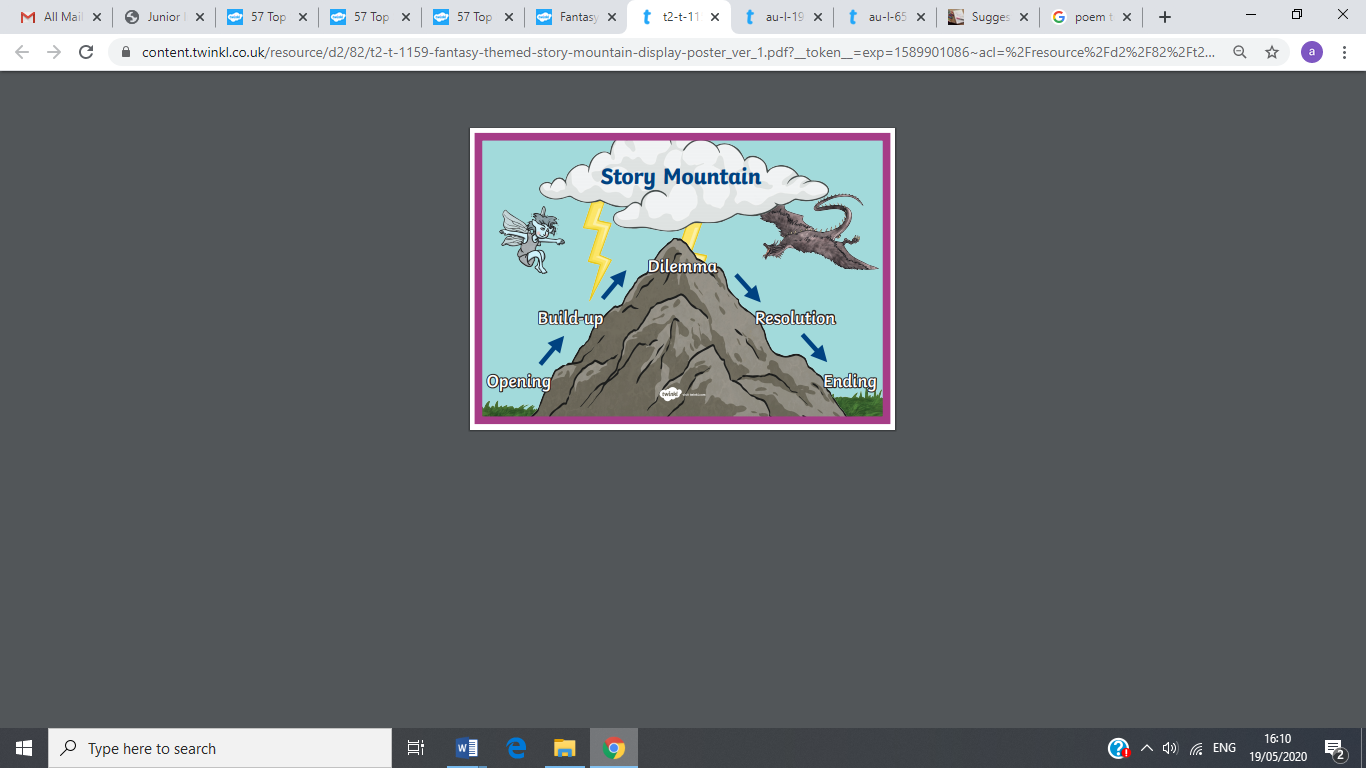 All Mail
Junior
57 Top
57 Top
57 Top
Fantasy
t2-t-11
au-l-19
au-l-65
Sugges
poem t
content.twinkl.co.uk/resource/d2/82/t2-t-1159-fantasy-themed-story-mountain-display-poster_ver_1.pdf?__token__=exp=1589901086~acl=%2Fresource%2Fd2%2F82%2Ft2...
a
Story Mountain
Dilemma
Build-up
Resolution
Opening
Ending
twinkl
Type here to search
ENG
16:10
19/05/2020
2